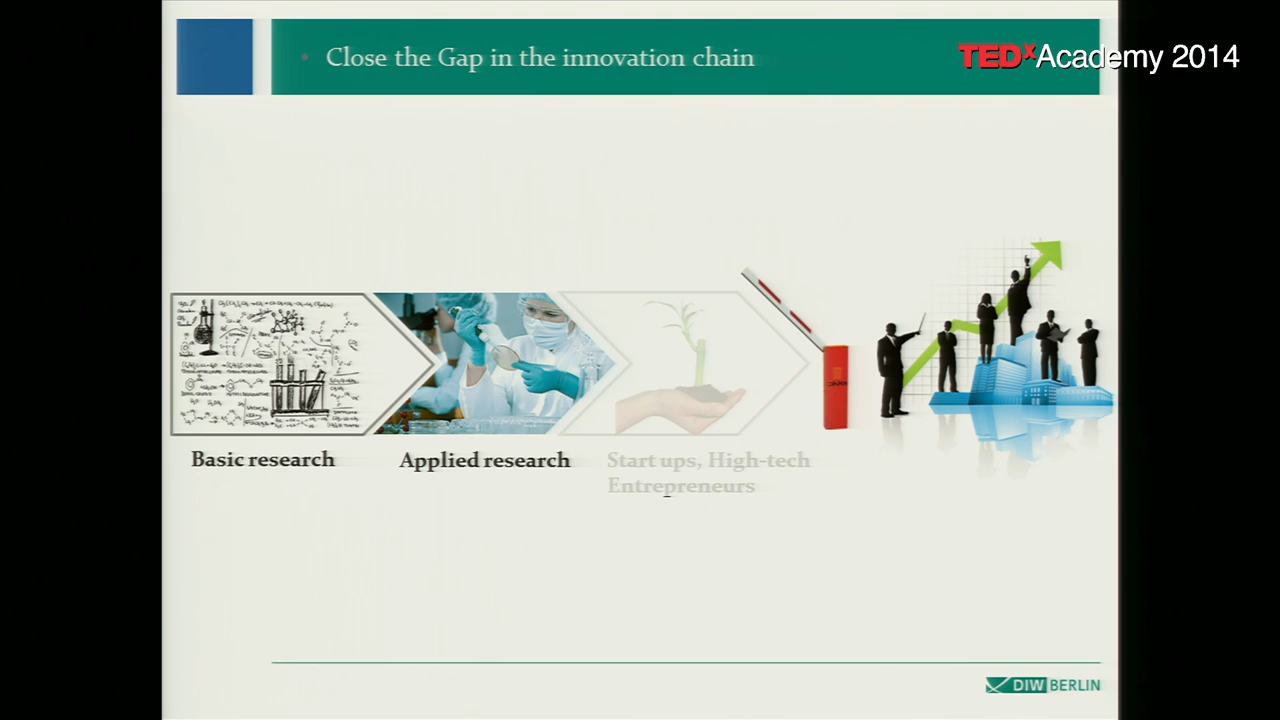 Close the Gap in the innovation chain
TEDxAcademy 2014
Basic research
Applied research
Start ups, High-tech
Entrepreneurs
DIW BERLIN